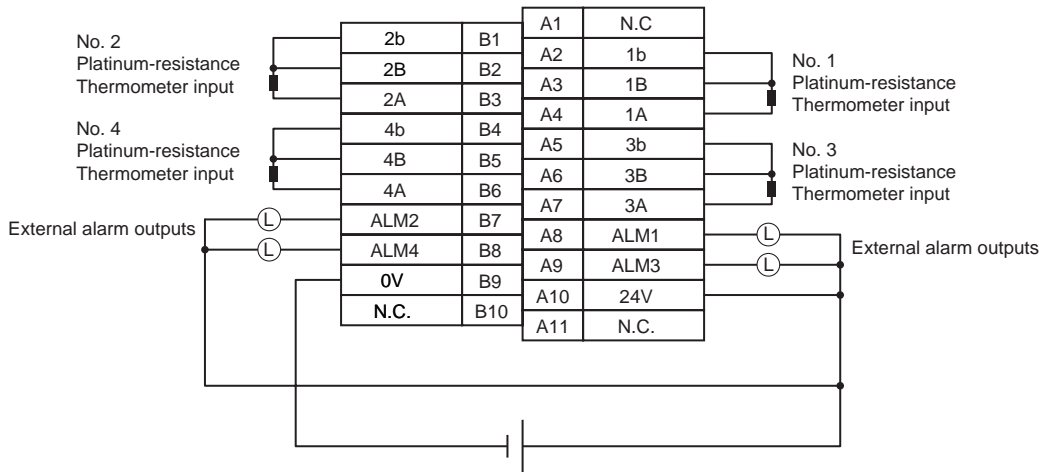 No. 2
Platinum-resistance
Thermometer input
No. 4
Platinum-resistance
Thermometer input
External alarm outputs
L
L
2b B1
2B B2
2A B3
4b B4
4B B5
4A B6
ALM2 B7
ALM4 B8
0V B9
N.C. B10
A1 N.C
A2 1b
A3 1B
A4 1A
A5 3b
A6 3B
A7 3A
A8 ALM1
A9 ALM3
A10 24V
A11 N.C.
No. 1
Platinum-resistance
Thermometer input
No. 3
Platinum-resistance
Thermometer input
L
L
External alarm outputs